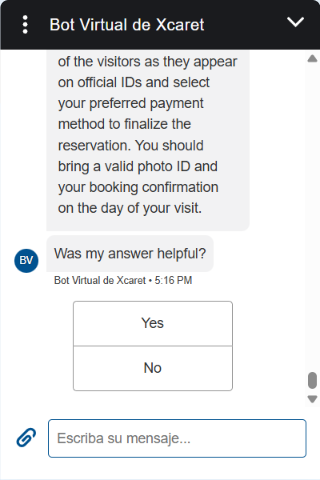 Bot Virtual de Xcaret
of the visitors as they appear
on official IDs and select
your preferred payment
method to finalize the
reservation. You should
bring a valid photo ID and
your booking confirmation
on the day of your visit.
BV
Was my answer helpful?
Bot Virtual de Xcaret • 5:16 PM
Yes
No
Escriba su mensaje...